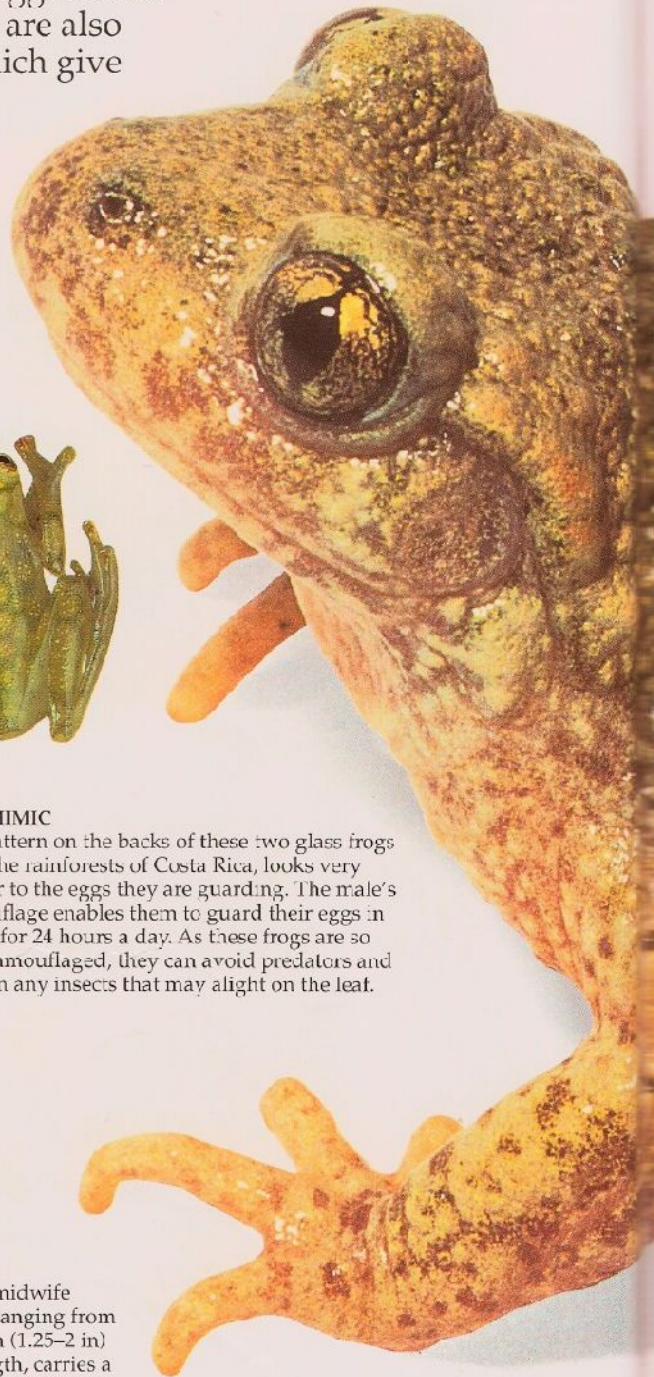 are also
ich give
IMIC
ttern on the backs of these two glass frogs
he rainforests of Costa Rica, looks very
r to the eggs they are guarding. The male's
flage enables them to guard their eggs in
for 24 hours a day. As these frogs are so
amouflaged, they can avoid predators and
n any insects that may alight on the leaf.
midwife
anging from
(1.25–2 in)
gth, carries a